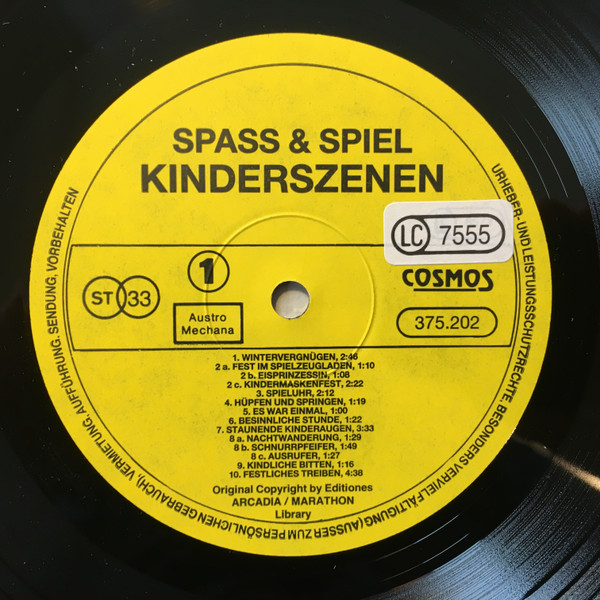 SPASS & SPIEL
KINDERSZENEN
LC 7555
COSMOS
375.202
ST 33
1
Austro
Mechana
1. WINTERVERGNÜGEN, 2:46
2 a. FEST IM SPIELZEUGLADEN, 1:10
2 b. EISPRINZESSIN, 1:08
2 c. KINDERMASKENFEST, 2:22
3. SPIELUHR, 2:12
4. HÜPFEN UND SPRINGEN, 1:19
5. ES WAR EINMAL, 1:00
6. BESINNLICHE STUNDE, 1:22
7. STAUNENDE KINDERAUGEN, 3:33
8 a. NACHTWANDERUNG, 1:29
8 b. SCHNURRPFEIFER, 1:49
8 c. AUSRUFER, 1:27
9. KINDLICHE BITTEN, 1:16
10. FESTLICHES TREIBEN, 4:38
Original Copyright by Editiones
ARCADIA / MARATHON
Library
URHEBER- UND LEISTUNGSSCHUTZRECHTE, BESONDERS VERVIELFÄLTIGUNG (AUSSER ZUM PERSÖNLICHEN GEBRAUCH), VERMIETUNG, AUFFÜHRUNG, SENDUNG, VORBEHALTEN